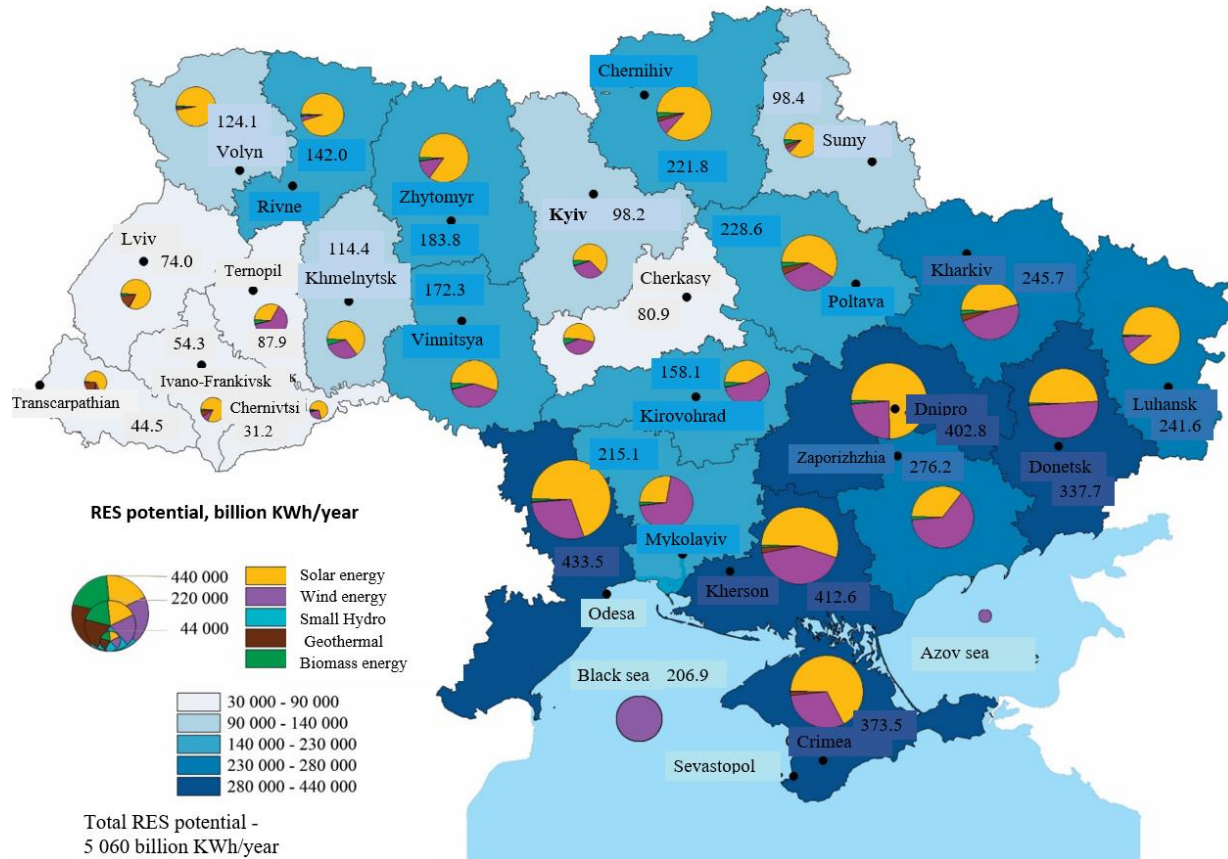 Chernihiv
221.8
98.4
Sumy
124.1
Volyn
142.0
Rivne
Zhytomyr
183.8
Kyiv 98.2
228.6
Poltava
Kharkiv
245.7
Lviv
74.0
Ternopil
87.9
114.4
Khmelnytsk
172.3
Vinnitsya
Cherkasy
80.9
54.3
Ivano-Frankivsk
Chernivtsi
31.2
Transcarpathian
44.5
158.1
Kirovohrad
Dnipro
402.8
Luhansk
241.6
Zaporizhzhia
276.2
Donetsk
337.7
215.1
Mykolayiv
433.5
Odesa
Kherson
412.6
Azov sea
Black sea 206.9
373.5
Crimea
Sevastopol
RES potential, billion KWh/year
440 000
220 000
44 000
Solar energy
Wind energy
Small Hydro
Geothermal
Biomass energy
30 000 - 90 000
90 000 - 140 000
140 000 - 230 000
230 000 - 280 000
280 000 - 440 000
Total RES potential -
5 060 billion KWh/year